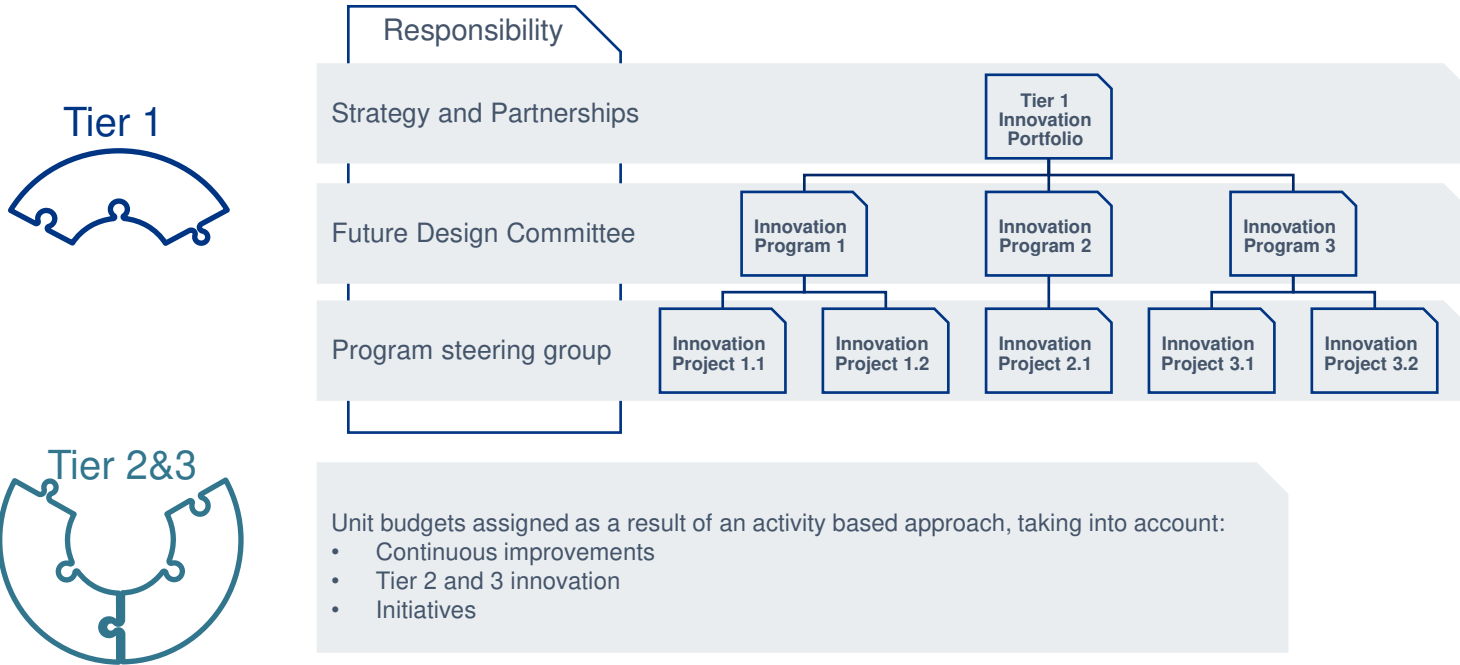 Responsibility
Tier 1
Strategy and Partnerships
Tier 1
Innovation
Portfolio
Future Design Committee
Innovation
Program 1
Innovation
Program 2
Innovation
Program 3
Program steering group
Innovation
Project 1.1
Innovation
Project 1.2
Innovation
Project 2.1
Innovation
Project 3.1
Innovation
Project 3.2
Tier 2&3
Unit budgets assigned as a result of an activity based approach, taking into account:
• Continuous improvements
• Tier 2 and 3 innovation
• Initiatives